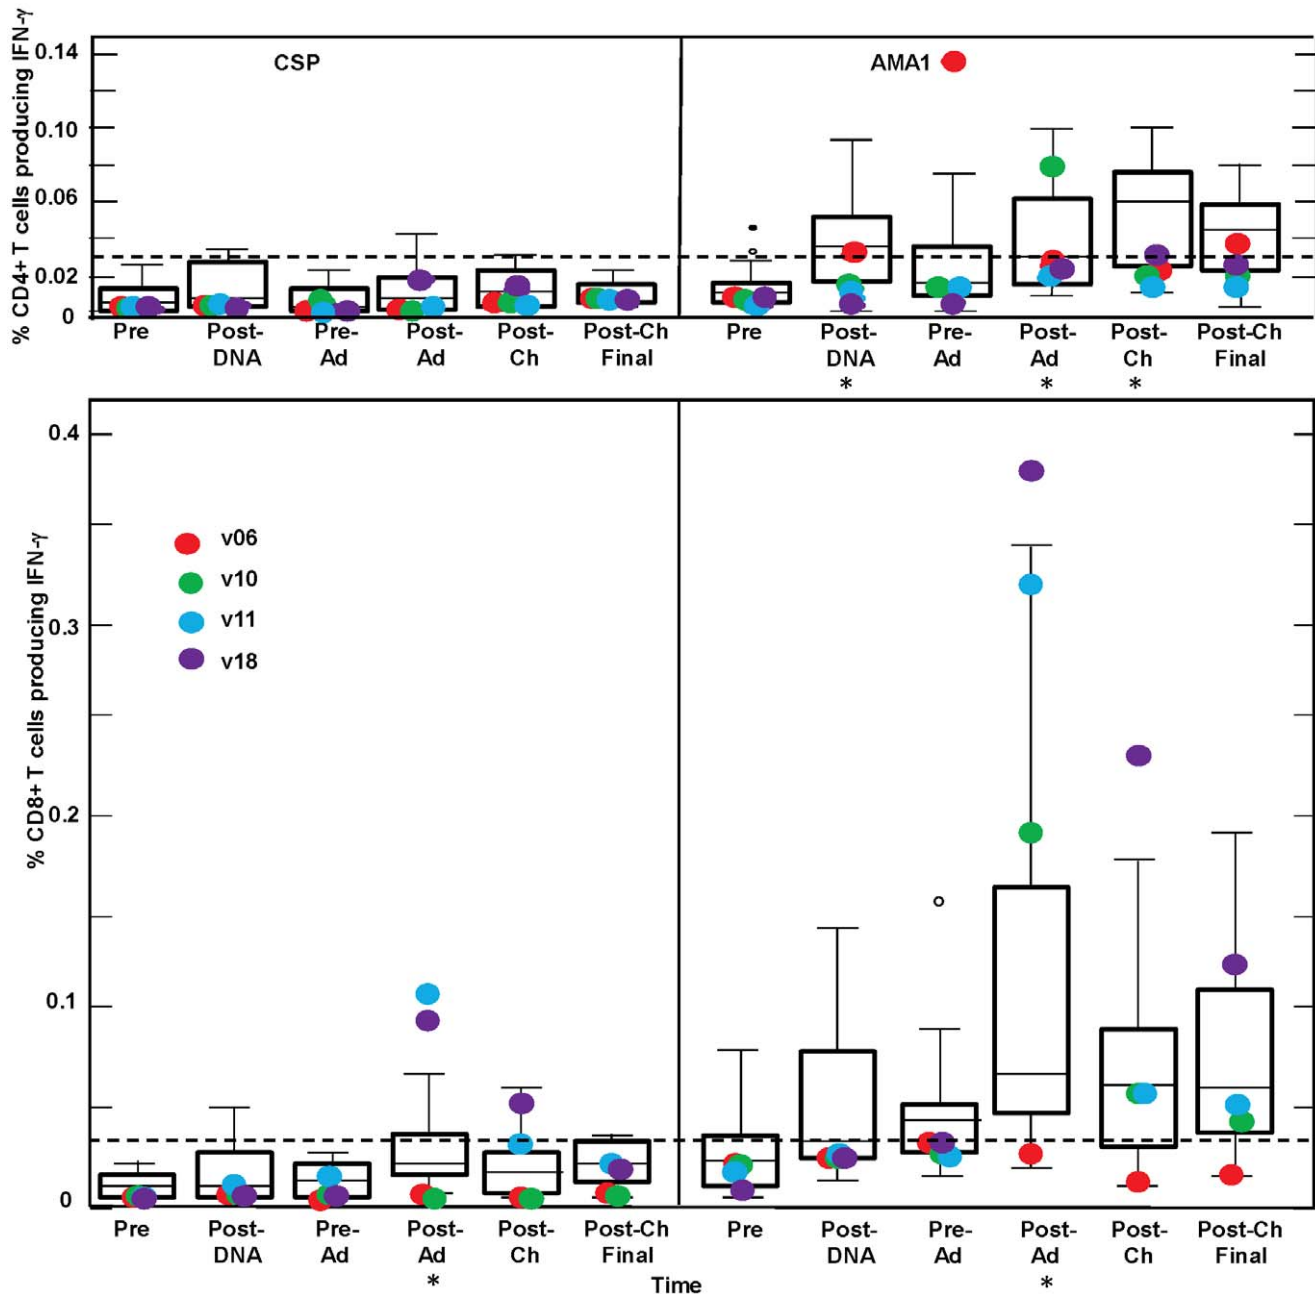 % CD4+ T cells producing IFN-γ
0.14
0.10
0.06
0.02
0
CSP
AMA1
Pre
Post-
DNA
Pre-
Ad
Post-
Ad
Post-
Ch
Post-Ch
Final
Pre
Post-
DNA
*
Pre-
Ad
Post-
Ad
*
Post-
Ch
*
Post-Ch
Final
% CD8+ T cells producing IFN-γ
0.4
0.3
0.2
0.1
0
v06
v10
v11
v18
Pre
Post-
DNA
Pre-
Ad
Post-
Ad
*
Post-
Ch
Post-Ch
Final
Pre
Post-
DNA
Pre-
Ad
Post-
Ad
*
Post-
Ch
Post-Ch
Final
Time